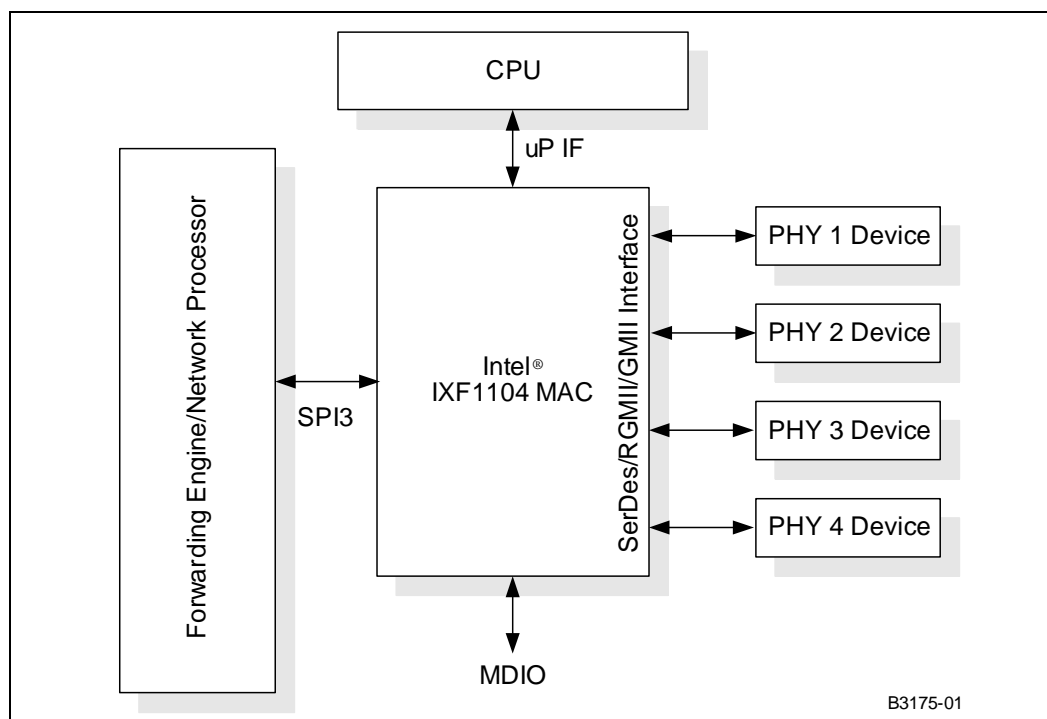 CPU
uP IF
Forwarding Engine/Network Processor
SPI3
Intel®
IXF1104 MAC
SerDes/RGMII/GMII Interface
PHY 1 Device
PHY 2 Device
PHY 3 Device
PHY 4 Device
MDIO
B3175-01